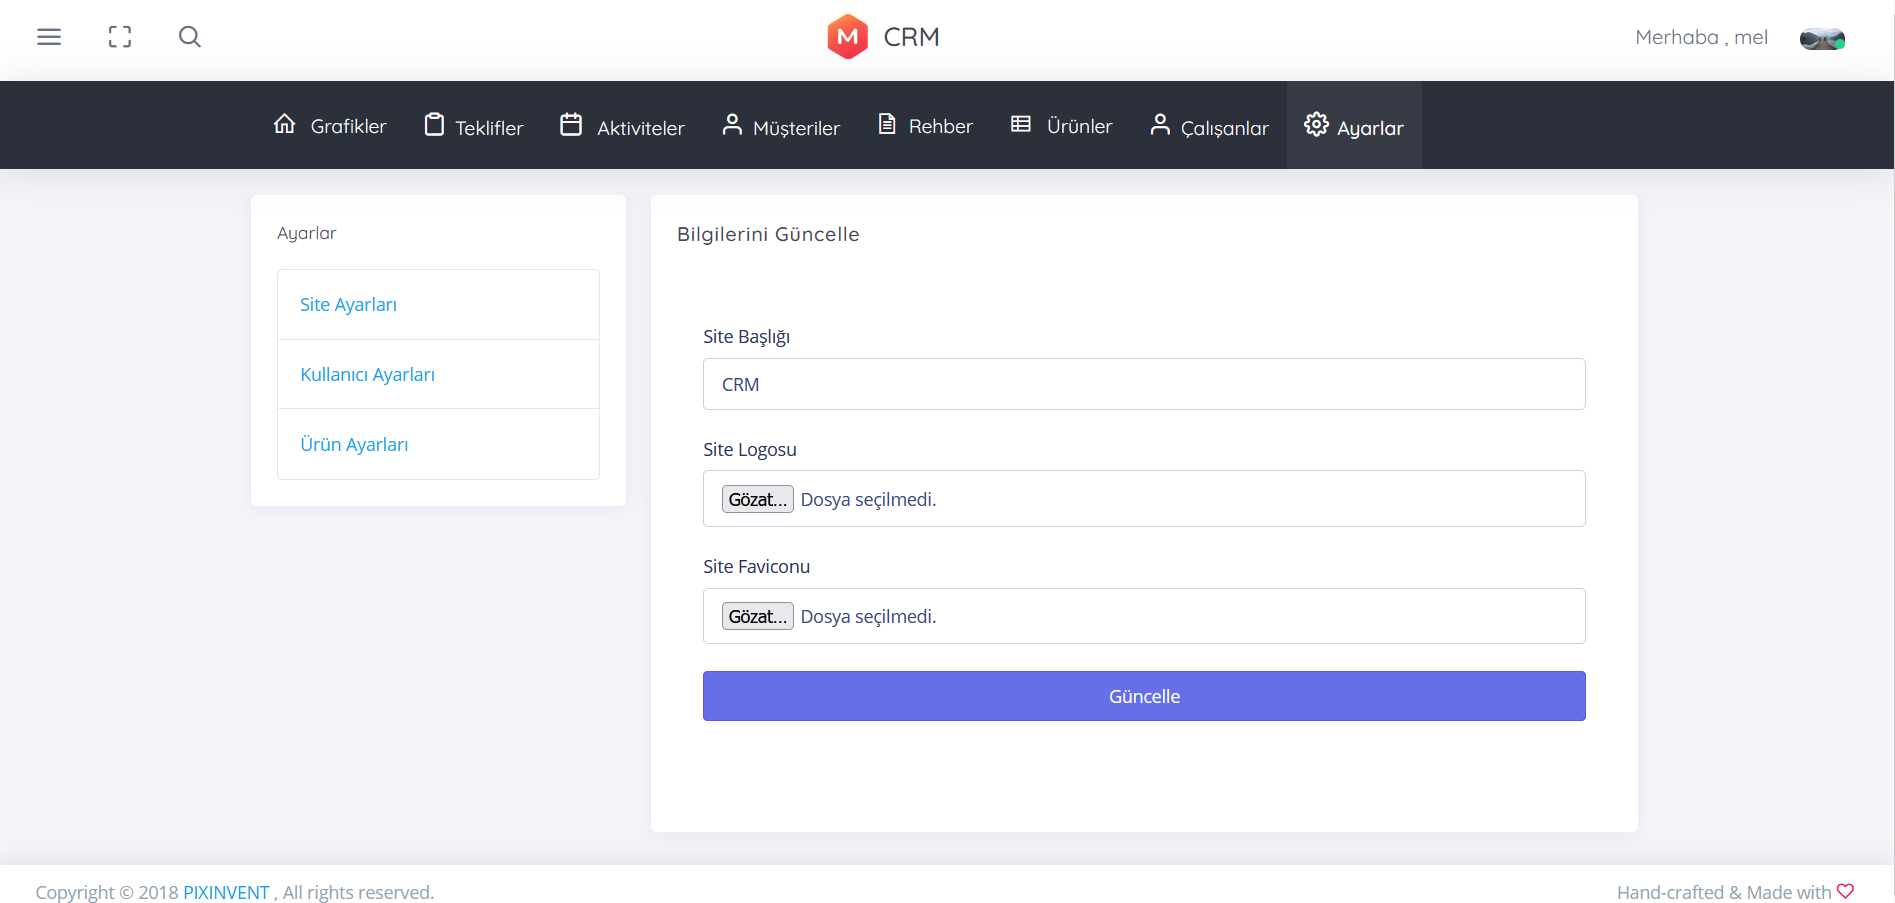 M CRM
Merhaba , mel
Grafikler Teklifler Aktiviteler Müşteriler Rehber Ürünler Çalışanlar Ayarlar
Ayarlar
Site Ayarları
Kullanıcı Ayarları
Ürün Ayarları
Bilgilerini Güncelle
Site Başlığı
CRM
Site Logosu
Gözat... Dosya seçilmedi.
Site Faviconu
Gözat... Dosya seçilmedi.
Güncelle
Copyright © 2018 PIXINVENT , All rights reserved.
Hand-crafted & Made with